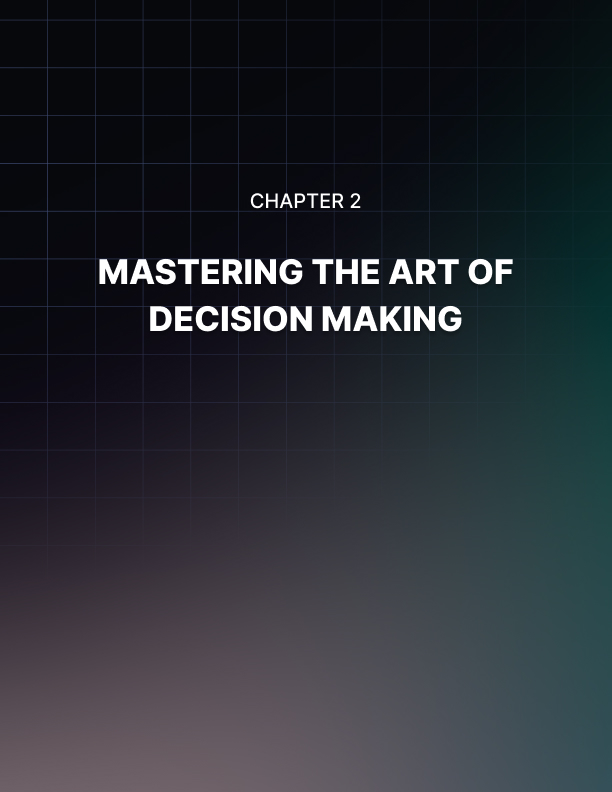 CHAPTER 2
MASTERING THE ART OF
DECISION MAKING